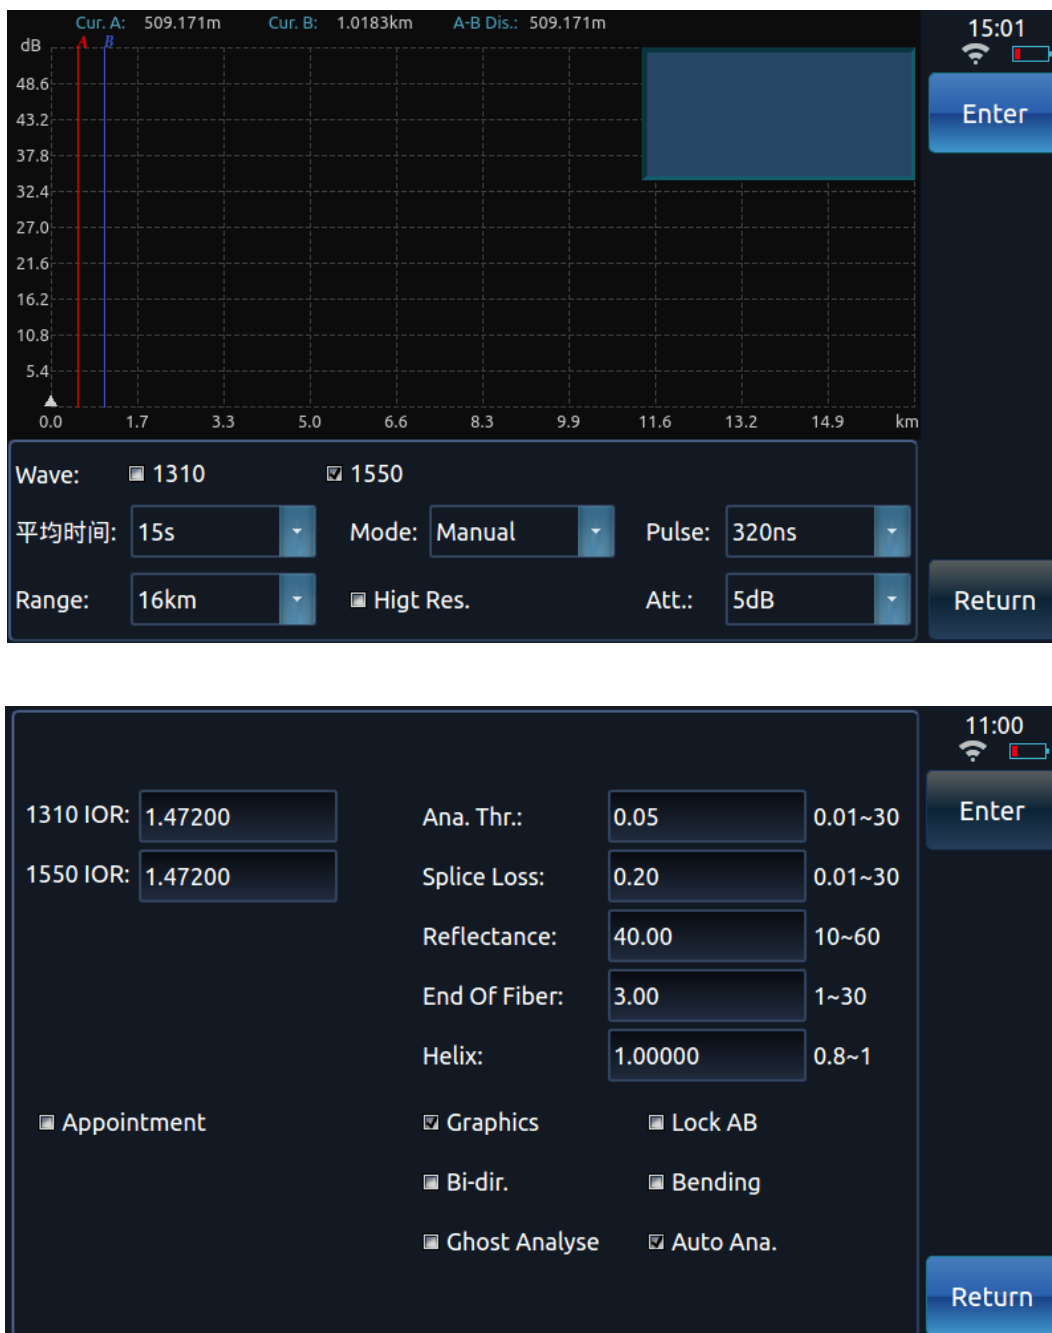 Cur. A: 509.171m Cur. B: 1.0183km A-B Dis.: 509.171m
15:01
dB A B
48.6
Enter
43.2
37.8
32.4
27.0
21.6
16.2
10.8
5.4
0.0 1.7 3.3 5.0 6.6 8.3 9.9 11.6 13.2 14.9 km
Wave: 1310 1550
平均时间: 15s Mode: Manual Pulse: 320ns
Range: 16km Higt Res. Att.: 5dB
Return
11:00
1310 IOR: 1.47200 Ana. Thr.: 0.05 0.01~30
Enter
1550 IOR: 1.47200 Splice Loss: 0.20 0.01~30
Reflectance: 40.00 10~60
End Of Fiber: 3.00 1~30
Helix: 1.00000 0.8~1
Appointment Graphics Lock AB
Bi-dir. Bending
Ghost Analyse Auto Ana.
Return